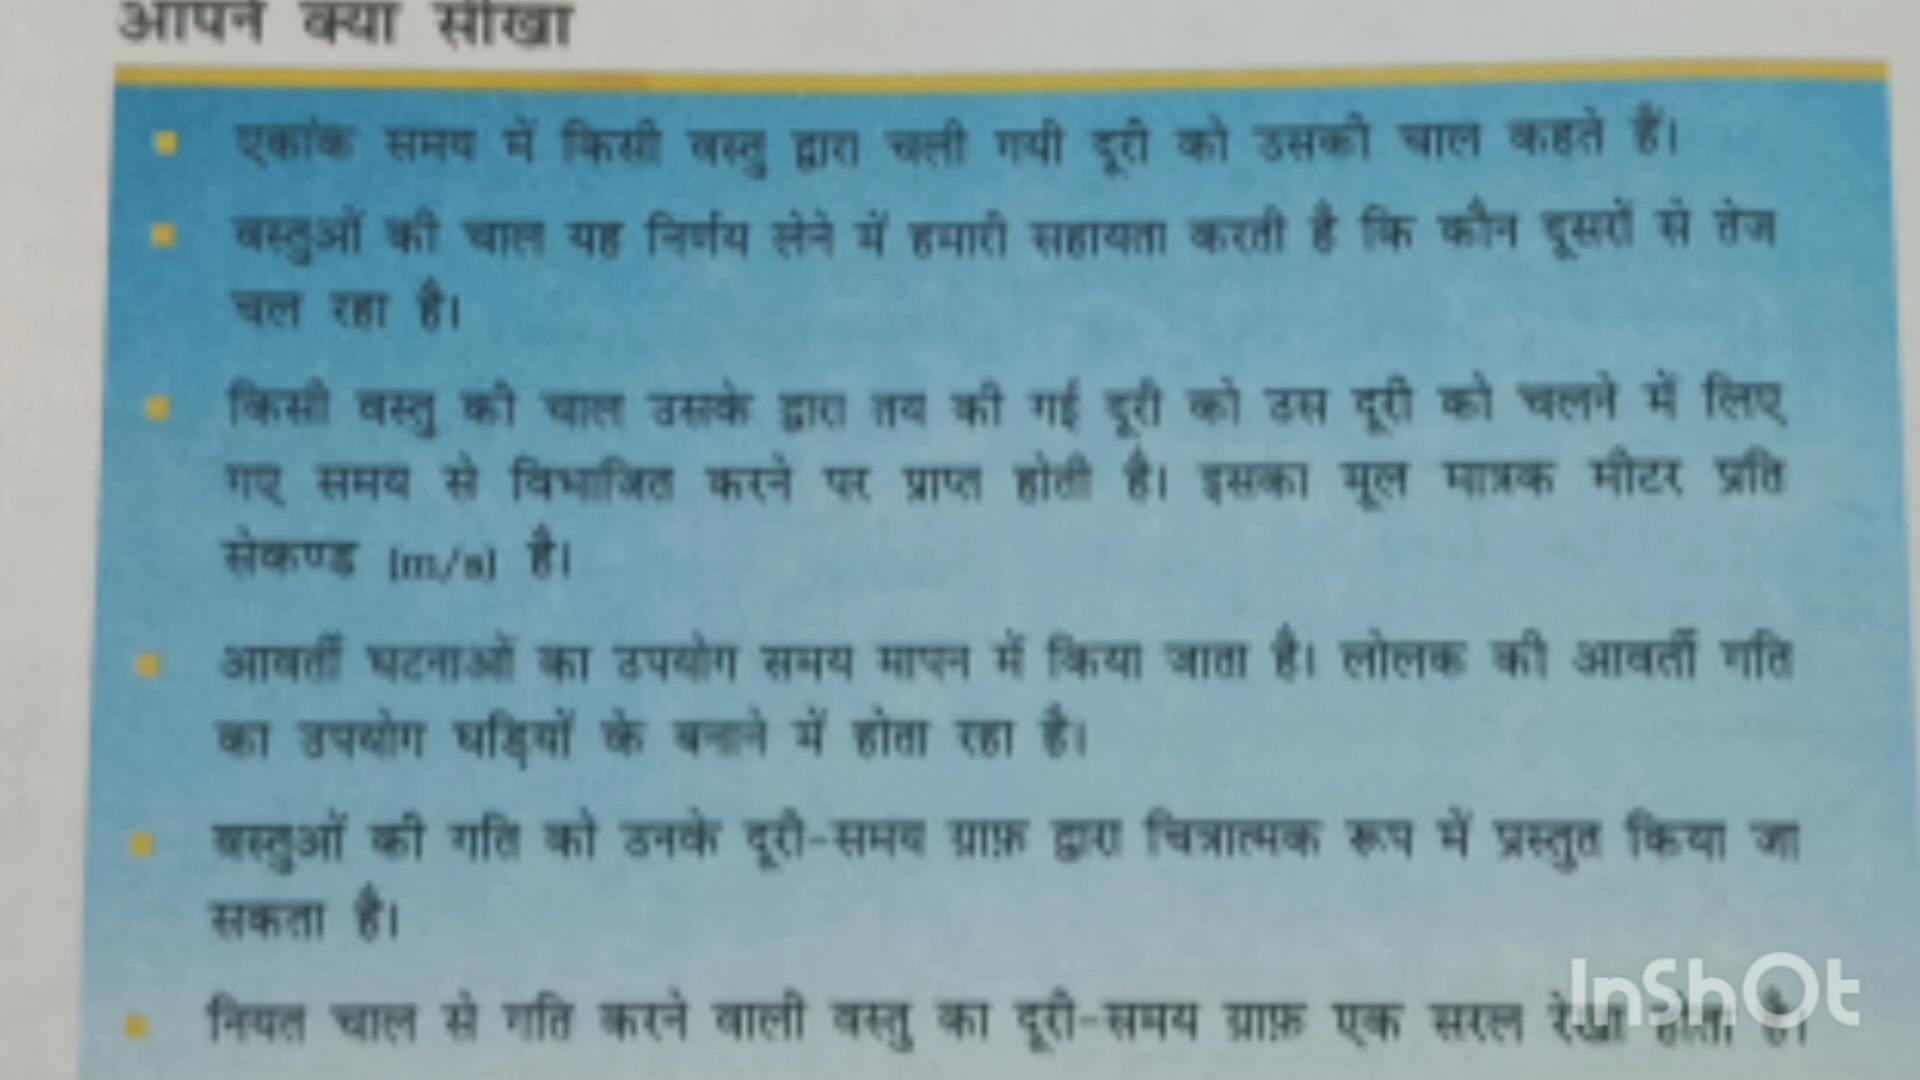 आपने क्या सीखा
एकांक समय में किसी वस्तु द्वारा चली गयी दूरी को उसकी चाल कहते हैं।
वस्तुओं की चाल यह निर्णय लेने में हमारी सहायता करती है कि कौन दूसरों से तेज
चल रहा है।
किसी वस्तु की चाल उसके द्वारा तय की गई दूरी को उस दूरी को चलने में लिए
गए समय से विभाजित करने पर प्राप्त होती है। इसका मूल मात्रक मीटर प्रति
सेकण्ड (m/s) है।
आवर्ती घटनाओं का उपयोग समय मापन में किया जाता है। लोलक की आवर्ती गति
का उपयोग घड़ियों के बनाने में होता रहा है।
वस्तुओं की गति को उनके दूरी-समय ग्राफ़ द्वारा चित्रात्मक रूप में प्रस्तुत किया जा
सकता है।
नियत चाल से गति करने वाली वस्तु का दूरी-समय ग्राफ़ एक सरल रेखा होता है।
InShOt